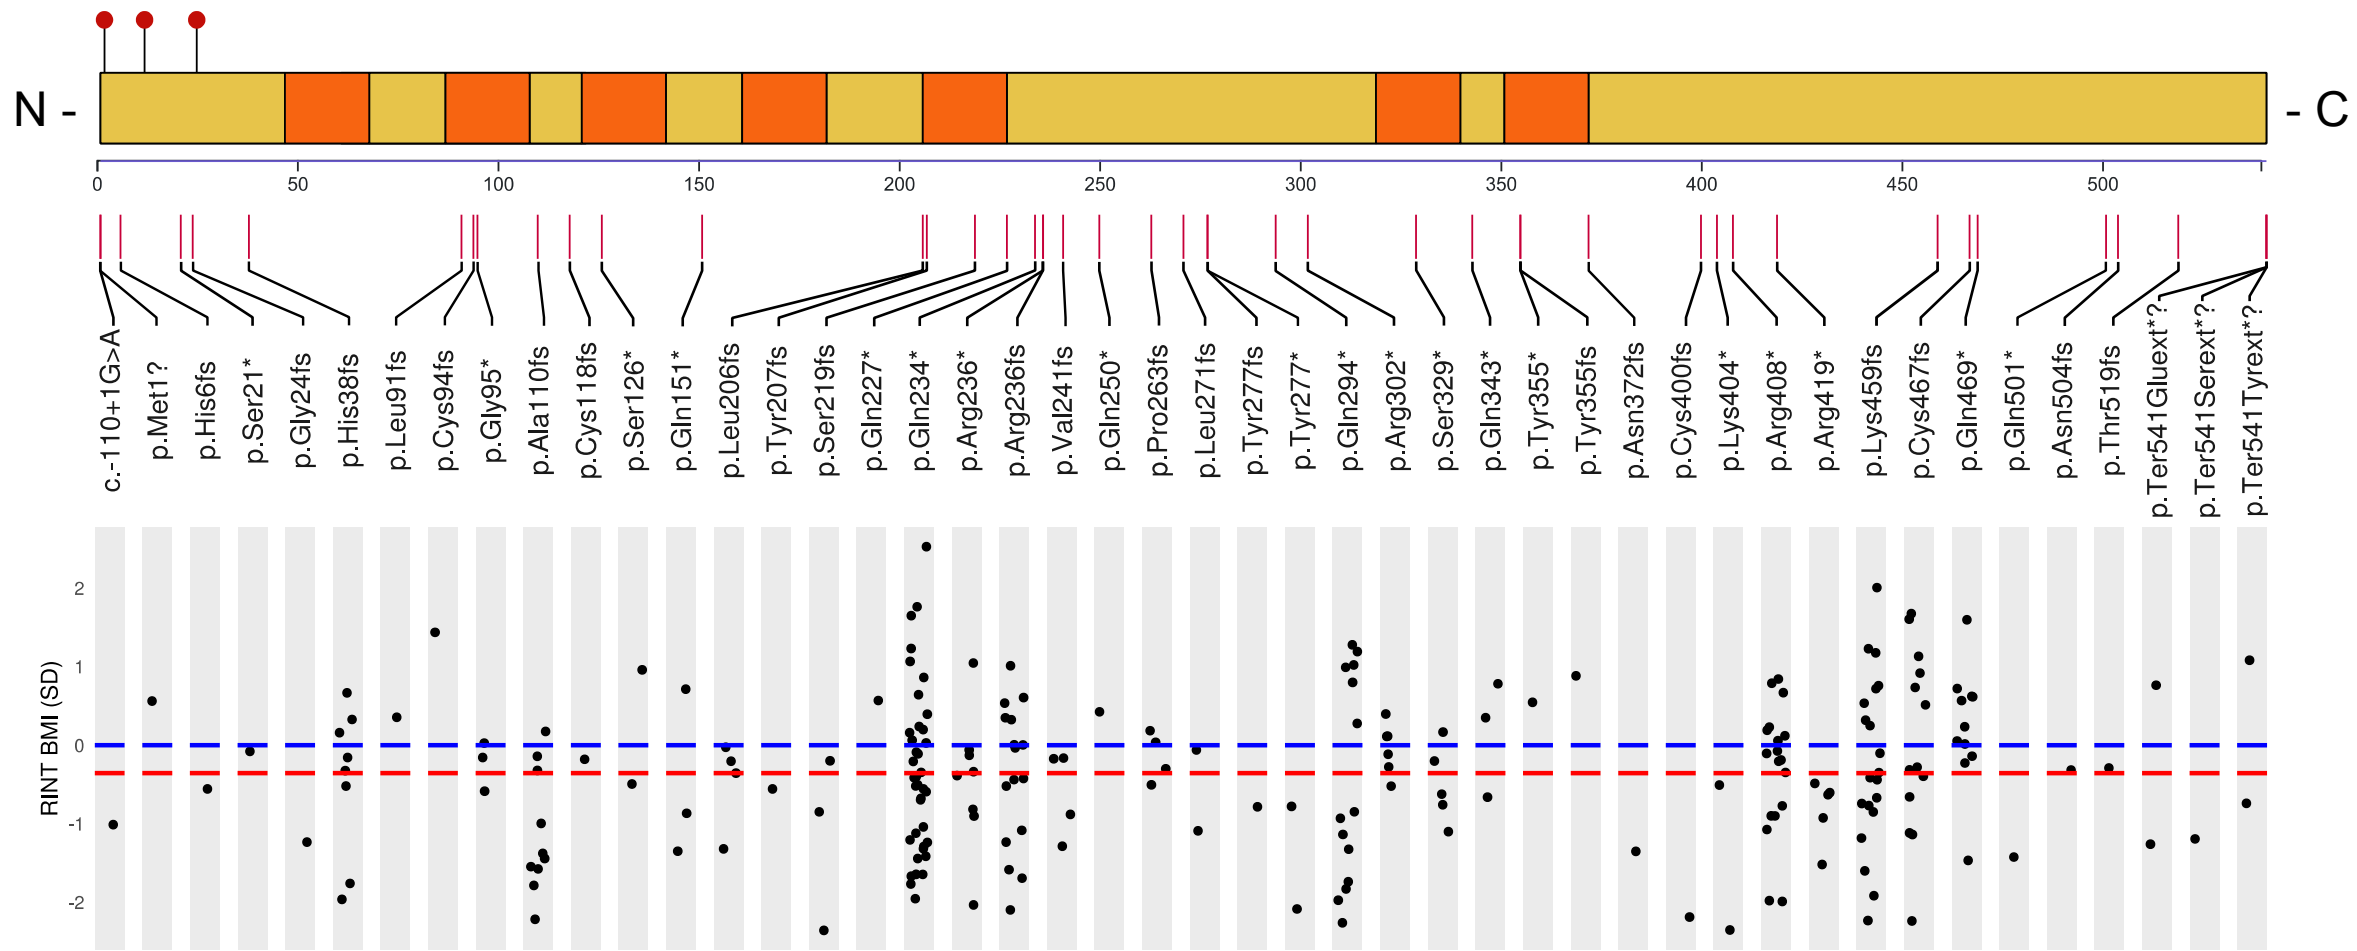 N -
- C
0 50 100 150 200 250 300 350 400 450 500
c.-110+1G>A
p.Met1?
p.His6fs
p.Ser21*
p.Gly24fs
p.His38fs
p.Leu91fs
p.Cys94fs
p.Gly95*
p.Ala110fs
p.Cys118fs
p.Ser126*
p.Gln151*
p.Leu206fs
p.Tyr207fs
p.Ser219fs
p.Gln227*
p.Gln234*
p.Arg236*
p.Arg236fs
p.Val241fs
p.Gln250*
p.Pro263fs
p.Leu271fs
p.Tyr277fs
p.Tyr277*
p.Gln294*
p.Arg302*
p.Ser329*
p.Gln343*
p.Tyr355*
p.Tyr355fs
p.Asn372fs
p.Cys400fs
p.Lys404*
p.Arg408*
p.Arg419*
p.Lys459fs
p.Cys467fs
p.Gln469*
p.Gln501*
p.Asn504fs
p.Thr519fs
p.Ter541Gluext*?
p.Ter541Serext*?
p.Ter541Tyrext*?
RINT BMI (SD)
2
1
0
-1
-2